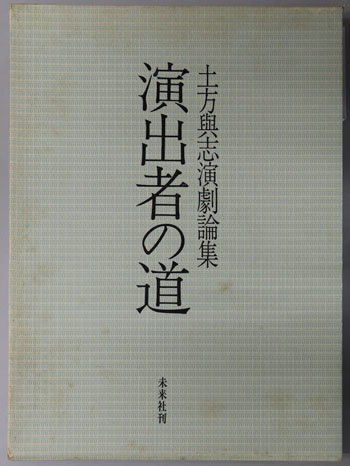 土方與志演劇論集
演出者の道
未来社刊